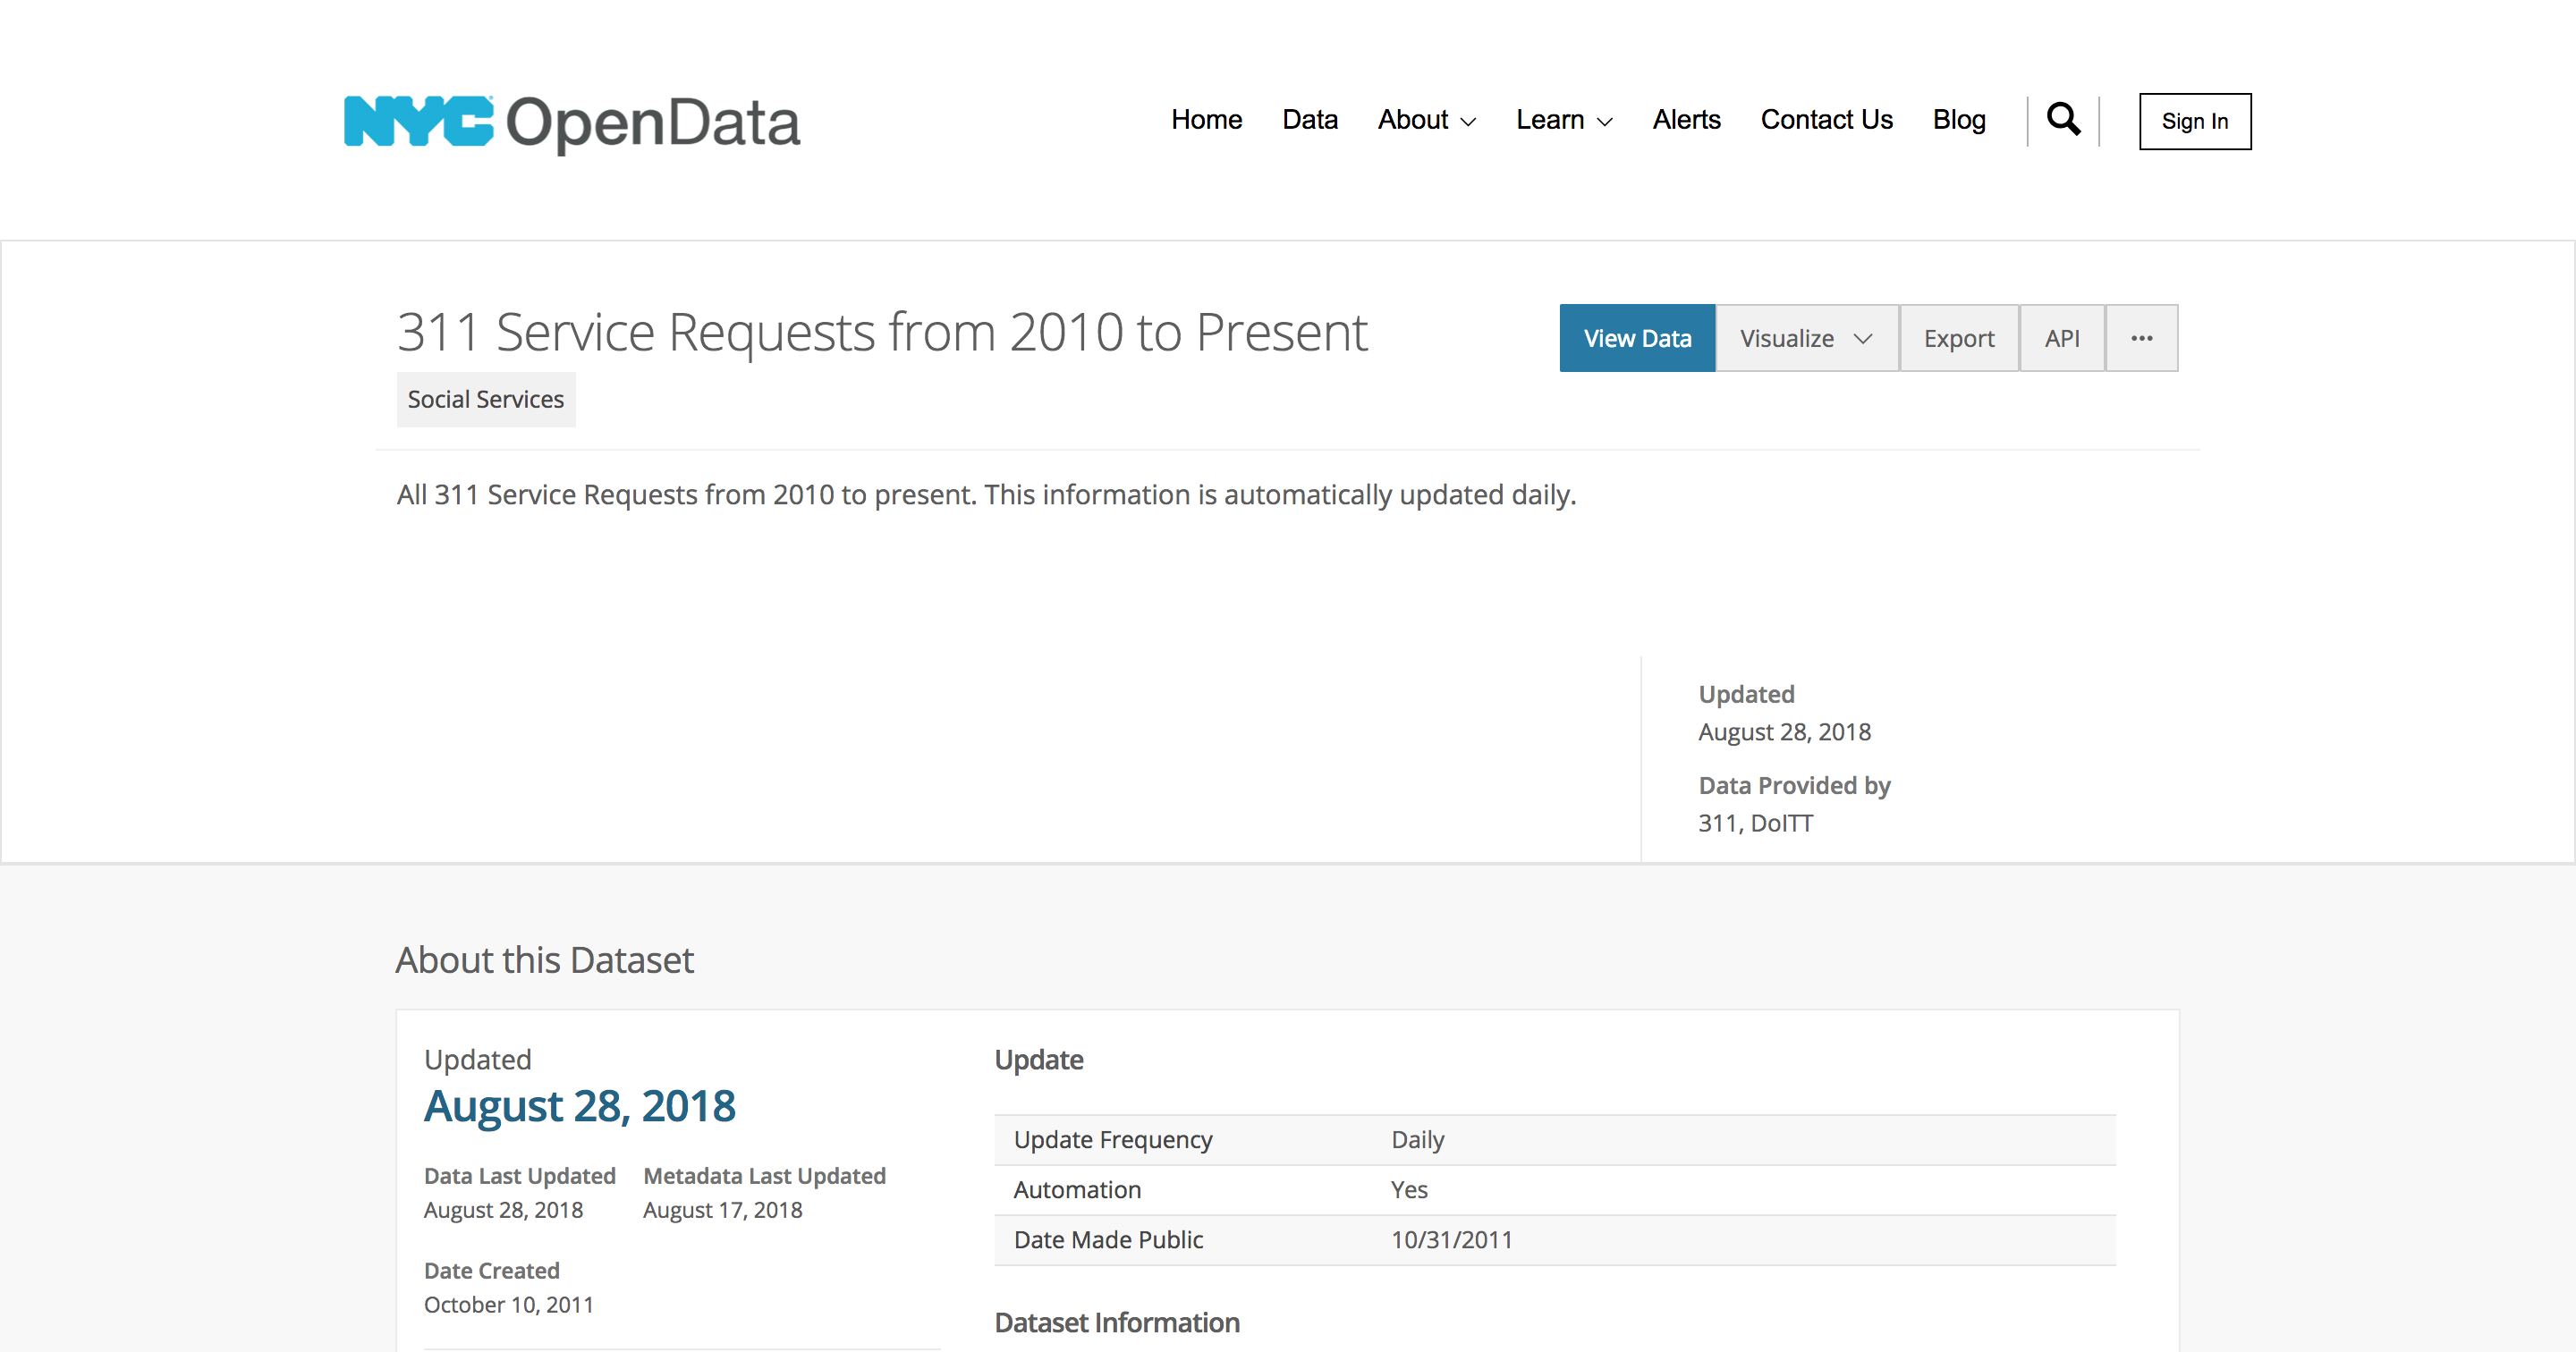 NYC OpenData
Home Data About Learn Alerts Contact Us Blog Sign In
311 Service Requests from 2010 to Present
View Data Visualize Export API ...
Social Services
All 311 Service Requests from 2010 to present. This information is automatically updated daily.
Updated
August 28, 2018
Data Provided by
311, DoITT
About this Dataset
Updated
August 28, 2018
Data Last Updated Metadata Last Updated
August 28, 2018 August 17, 2018
Date Created
October 10, 2011
Update
Update Frequency Daily
Automation Yes
Date Made Public 10/31/2011
Dataset Information